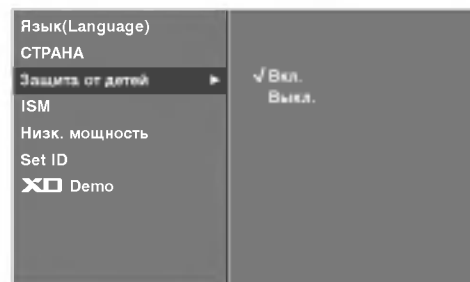 Язык(Language)
СТРАНА
Защита от детей
ISM
Низк. мощность
Set ID
XD Demo
√ Вкл.
Выкл.